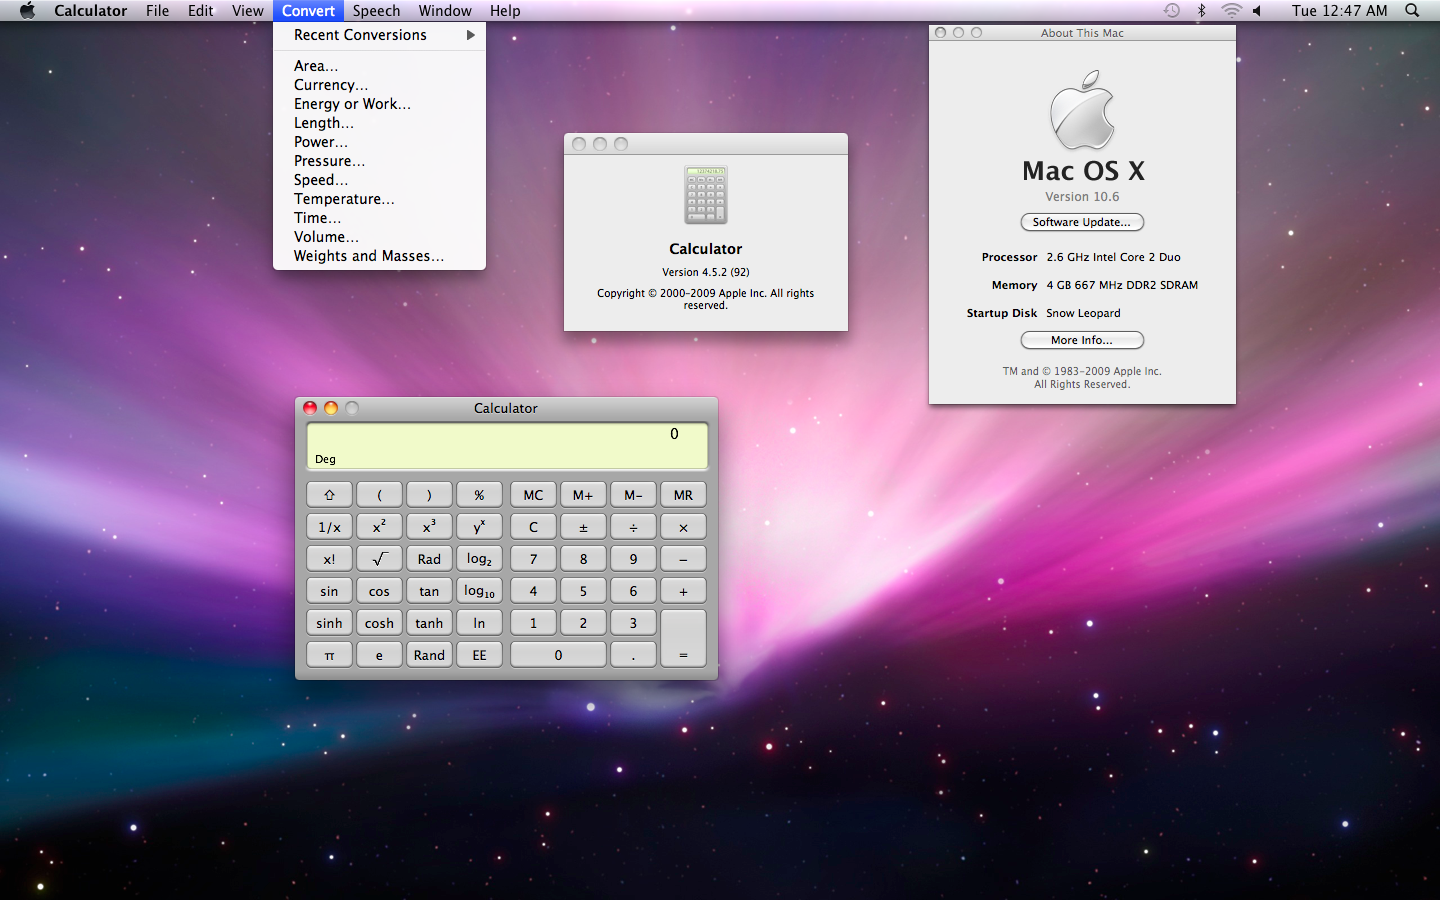 Calculator File Edit View Convert Speech Window Help Tue 12:47 AM
Recent Conversions
Area...
Currency...
Energy or Work...
Length...
Power...
Pressure...
Speed...
Temperature...
Time...
Volume...
Weights and Masses...
Calculator
Version 4.5.2 (92)
Copyright © 2000-2009 Apple Inc. All rights
reserved.
About This Mac
Mac OS X
Version 10.6
Software Update...
Processor 2.6 GHz Intel Core 2 Duo
Memory 4 GB 667 MHz DDR2 SDRAM
Startup Disk Snow Leopard
More Info...
TM and © 1983-2009 Apple Inc.
All Rights Reserved.
Calculator
0
Deg
⇧ ( ) % MC M+ M- MR
1/x x² x³ yˣ C ± ÷ ×
x! √ Rad log₂ 7 8 9 −
sin cos tan log₁₀ 4 5 6 +
sinh cosh tanh ln 1 2 3
π e Rand EE 0 . =